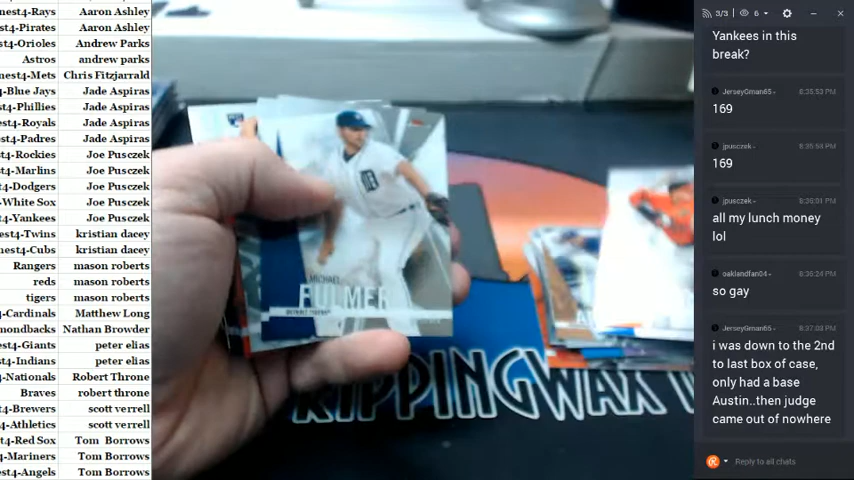 nest4-Rays Aaron Ashley
est4-Pirates Aaron Ashley
est4-Orioles Andrew Parks
Astros andrew parks
nest4-Mets Chris Fitzjarrald
4-Blue Jays Jade Aspiras
t4-Phillies Jade Aspiras
st4-Royals Jade Aspiras
st4-Padres Jade Aspiras
st4-Rockies Joe Pusczek
t4-Marlins Joe Pusczek
t4-Dodgers Joe Pusczek
-White Sox Joe Pusczek
t4-Yankees Joe Pusczek
est4-Twins kristian dacey
nest4-Cubs kristian dacey
Rangers mason roberts
reds mason roberts
tigers mason roberts
-Cardinals Matthew Long
mondbacks Nathan Browder
st4-Giants peter elias
st4-Indians peter elias
-Nationals Robert Throne
Braves robert throne
4-Brewers scott verrell
4-Athletics scott verrell
t4-Red Sox Tom Borrows
-Mariners Tom Borrows
est4-Angels Tom Borrows
MICHAEL
FULMER
DETROIT TIGERS
RIPPINGWAX
3/3 6
Yankees in this
break?
JerseyGman65 8:35:53 PM
169
jpusczek 8:35:59 PM
163
jpusczek 8:36:01 PM
all my lunch money
lol
oaklandfan04 8:36:24 PM
so gay
JerseyGman65 8:37:03 PM
i was down to the 2nd
to last box of case,
only had a base
Austin..then judge
came out of nowhere
Reply to all chats